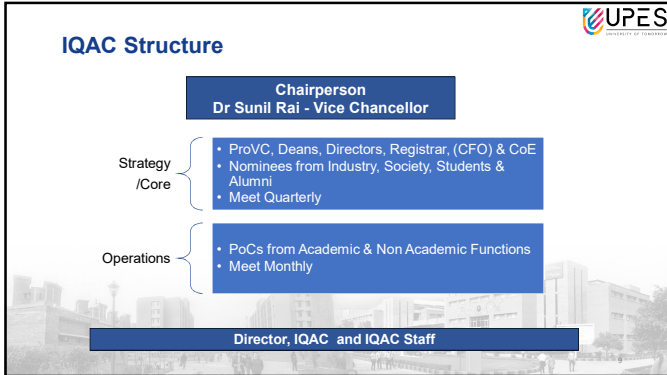 UPES
UNIVERSITY OF TOMORROW
IQAC Structure
Chairperson
Dr Sunil Rai - Vice Chancellor
Strategy
/Core
• ProVC, Deans, Directors, Registrar, (CFO) & CoE
• Nominees from Industry, Society, Students &
Alumni
• Meet Quarterly
Operations
• PoCs from Academic & Non Academic Functions
• Meet Monthly
Director, IQAC and IQAC Staff